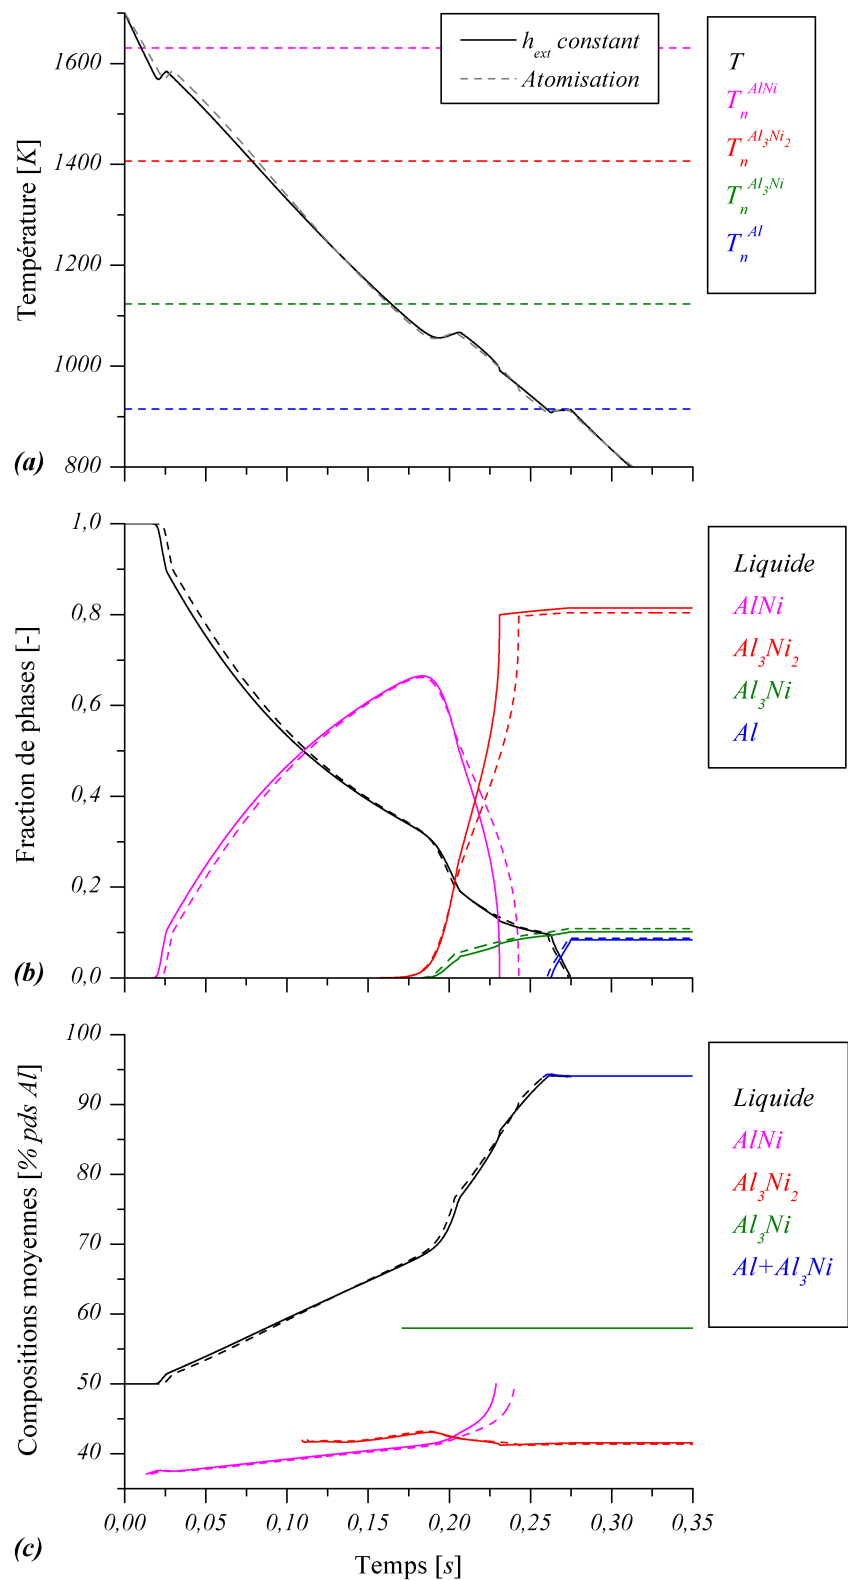 1600
1400
1200
1000
800
Température [K]
(a)
h_ext constant
Atomisation
T
T_n^AlNi
T_n^Al₃Ni₂
T_n^Al₃Ni
T_n^Al
1,0
0,8
0,6
0,4
0,2
0,0
Fraction de phases [-]
(b)
Liquide
AlNi
Al₃Ni₂
Al₃Ni
Al
100
90
80
70
60
50
40
Compositions moyennes [% pds Al]
(c)
Liquide
AlNi
Al₃Ni₂
Al₃Ni
Al+Al₃Ni
0,00 0,05 0,10 0,15 0,20 0,25 0,30 0,35
Temps [s]